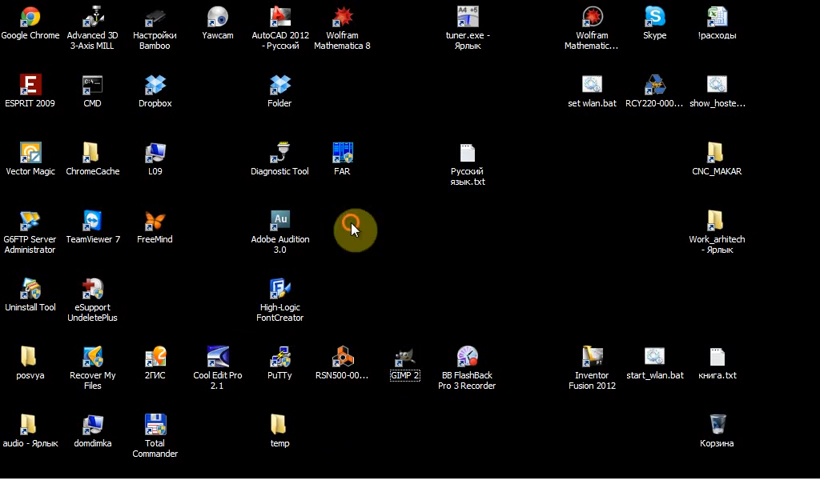 Google Chrome
Advanced 3D
3-Axis MILL
Настройки
Bamboo
Yawcam
AutoCAD 2012
- Русский
Wolfram
Mathematica 8
tuner.exe -
Ярлык
Wolfram
Mathematic...
Skype
!расходы
ESPRIT 2009
CMD
Dropbox
Folder
set wlan.bat
RCY220-000...
show_hoste...
Vector Magic
ChromeCache
L09
Diagnostic Tool
FAR
Русский
язык.txt
CNC_MAKAR
G6FTP Server
Administrator
TeamViewer 7
FreeMind
Au
Adobe Audition
3.0
Work_arhitech
- Ярлык
Uninstall Tool
eSupport
UndeletePlus
High-Logic
FontCreator
posvya
Recover My
Files
2ГИС
Cool Edit Pro
2.1
PuTTy
RSN500-00...
GIMP 2
BB FlashBack
Pro 3 Recorder
Inventor
Fusion 2012
start_wlan.bat
книга.txt
audio - Ярлык
domdimka
Total
Commander
temp
Корзина